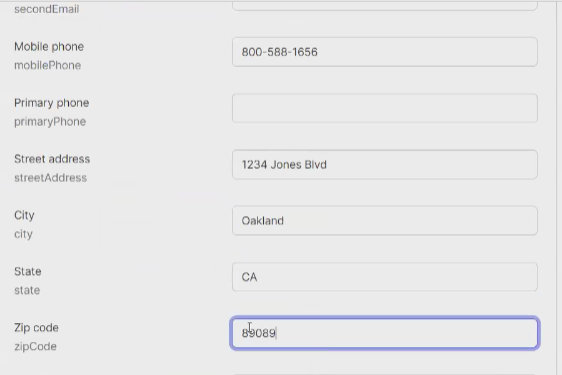 secondEmail
Mobile phone
mobilePhone
800-588-1656
Primary phone
primaryPhone
Street address
streetAddress
1234 Jones Blvd
City
city
Oakland
State
state
CA
Zip code
zipCode
89089